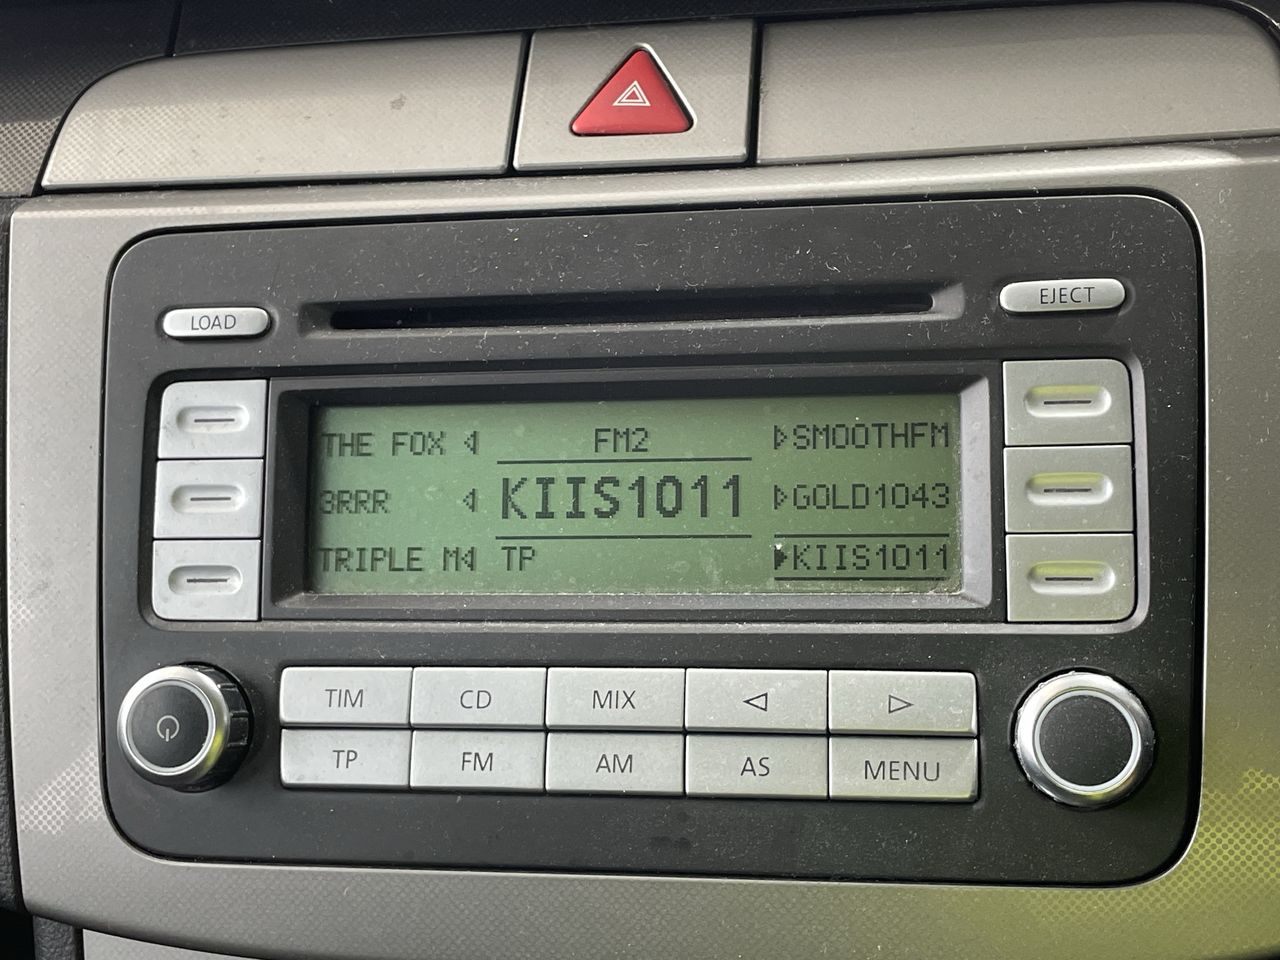 LOAD
EJECT
THE FOX
FM2
SMOOTHFM
3RRR
KIIS1011
GOLD1043
TRIPLE M
TP
KIIS1011
TIM
CD
MIX
TP
FM
AM
AS
MENU